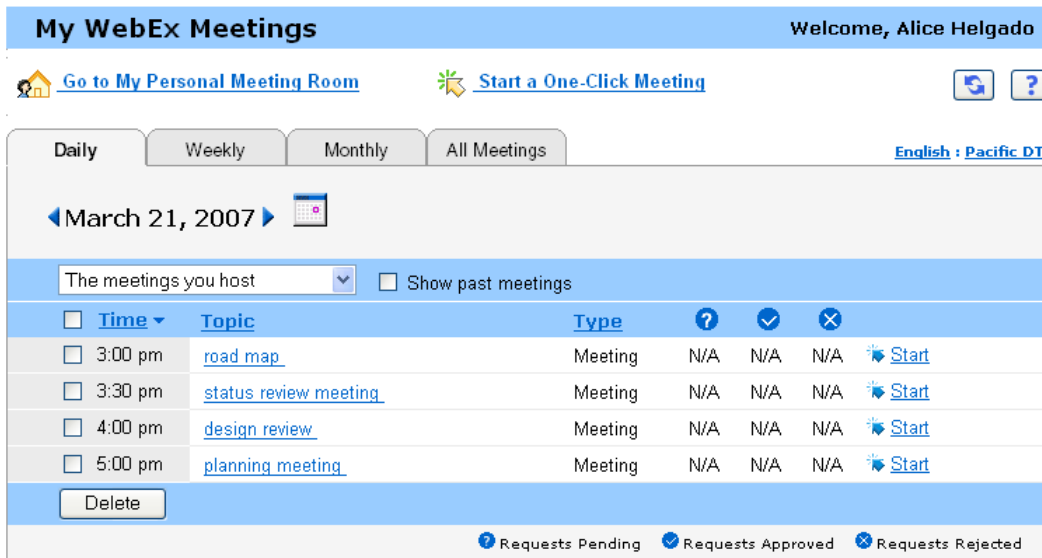 My WebEx Meetings Welcome, Alice Helgado
Go to My Personal Meeting Room Start a One-Click Meeting ?
Daily Weekly Monthly All Meetings English : Pacific DT
March 21, 2007
The meetings you host Show past meetings
Time Topic Type ?
3:00 pm road map Meeting N/A N/A N/A Start
3:30 pm status review meeting Meeting N/A N/A N/A Start
4:00 pm design review Meeting N/A N/A N/A Start
5:00 pm planning meeting Meeting N/A N/A N/A Start
Delete
? Requests Pending Requests Approved Requests Rejected